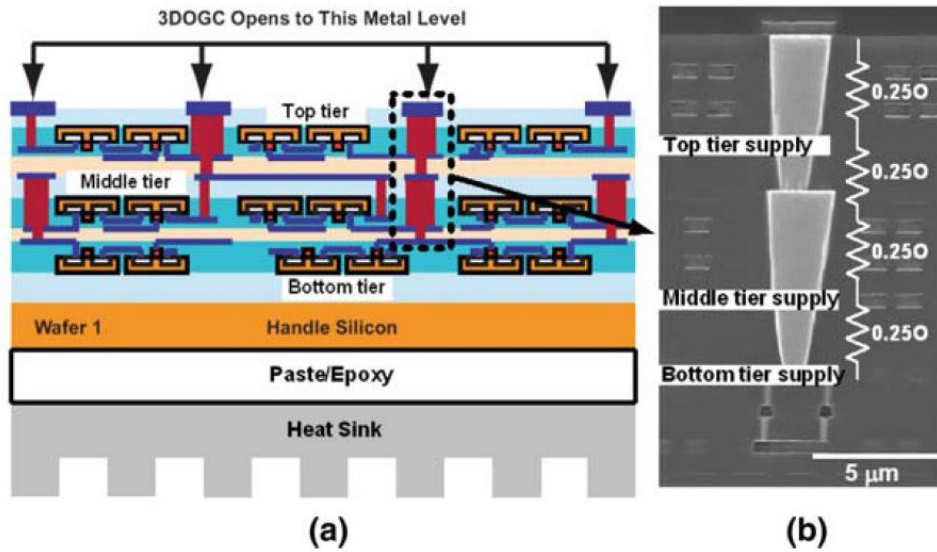 3DOGC Opens to This Metal Level
Top tier
Middle tier
Bottom tier
Wafer 1
Handle Silicon
Paste/Epoxy
Heat Sink
(a)
0.25Ω
Top tier supply
0.25Ω
0.25Ω
Middle tier supply
0.25Ω
Bottom tier supply
5 μm
(b)